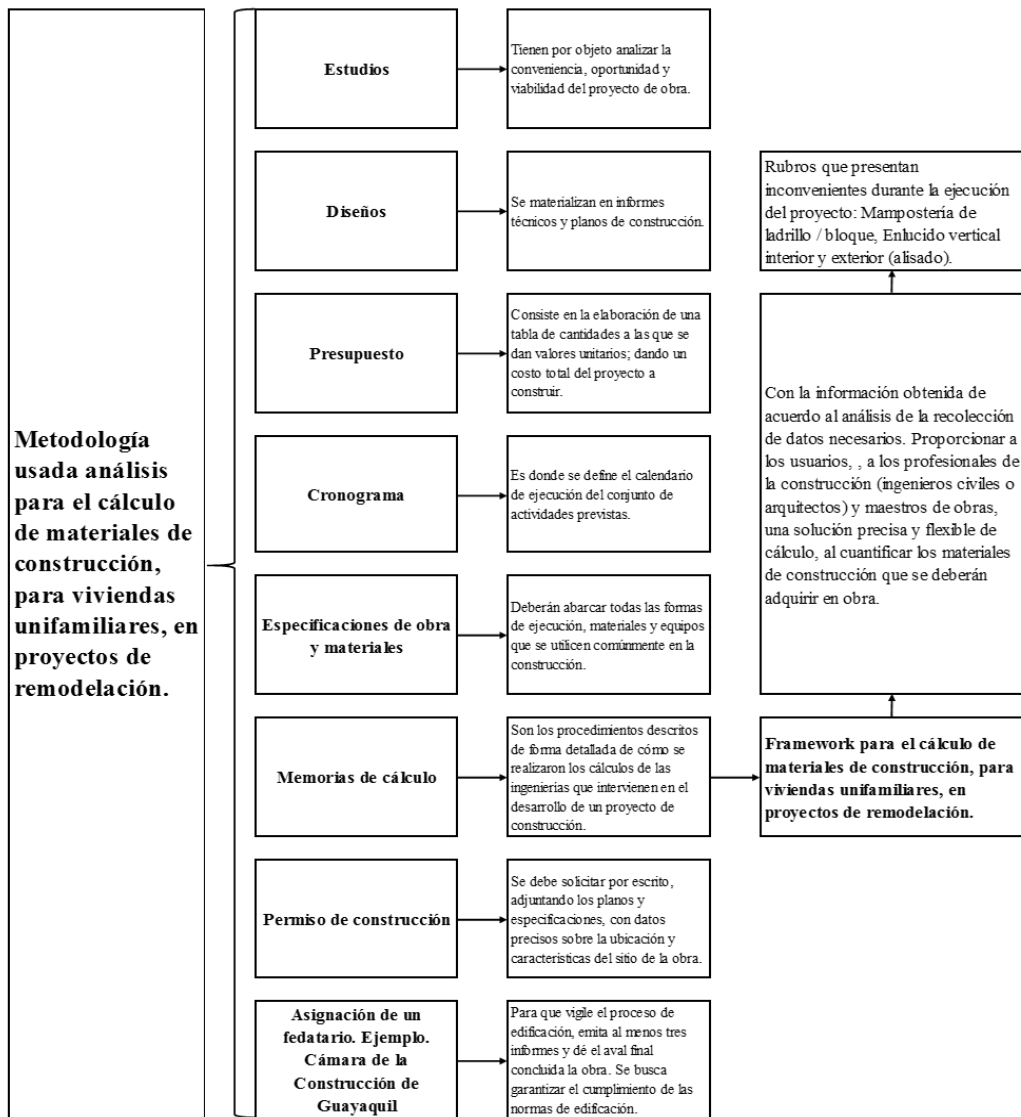 Metodología
usada análisis
para el cálculo
de materiales de
construcción,
para viviendas
unifamiliares, en
proyectos de
remodelación.
Estudios
Tienen por objeto analizar la
conveniencia, oportunidad y
viabilidad del proyecto de obra.
Diseños
Se materializan en informes
técnicos y planos de construcción.
Presupuesto
Consiste en la elaboración de una
tabla de cantidades a las que se
dan valores unitarios; dando un
costo total del proyecto a
construir.
Cronograma
Es donde se define el calendario
de ejecución del conjunto de
actividades previstas.
Especificaciones de obra
y materiales
Deberán abarcar todas las formas
de ejecución, materiales y equipos
que se utilicen comúnmente en la
construcción.
Memorias de cálculo
Son los procedimientos descritos
de forma detallada de cómo se
realizaron los cálculos de las
ingenierias que intervienen en el
desarrollo de un proyecto de
construcción.
Framework para el cálculo de
materiales de construcción, para
viviendas unifamiliares, en
proyectos de remodelación.
Con la información obtenida de
acuerdo al análisis de la recolección
de datos necesarios. Proporcionar a
los usuarios, , a los profesionales de
la construcción (ingenieros civiles o
arquitectos) y maestros de obras,
una solución precisa y flexible de
cálculo, al cuantificar los materiales
de construcción que se deberán
adquirir en obra.
Rubros que presentan
inconvenientes durante la ejecución
del proyecto: Mampostería de
ladrillo / bloque, Enlucido vertical
interior y exterior (alisado).
Permiso de construcción
Se debe solicitar por escrito,
adjuntando los planos y
especificaciones, con datos
precisos sobre la ubicación y
caracteristicas del sitio de la obra.
Asignación de un
fedatario. Ejemplo.
Cámara de la
Construcción de
Guayaquil
Para que vigile el proceso de
edificación, emita al menos tres
informes y dé el aval final
concluida la obra. Se busca
garantizar el cumplimiento de las
normas de edificación.